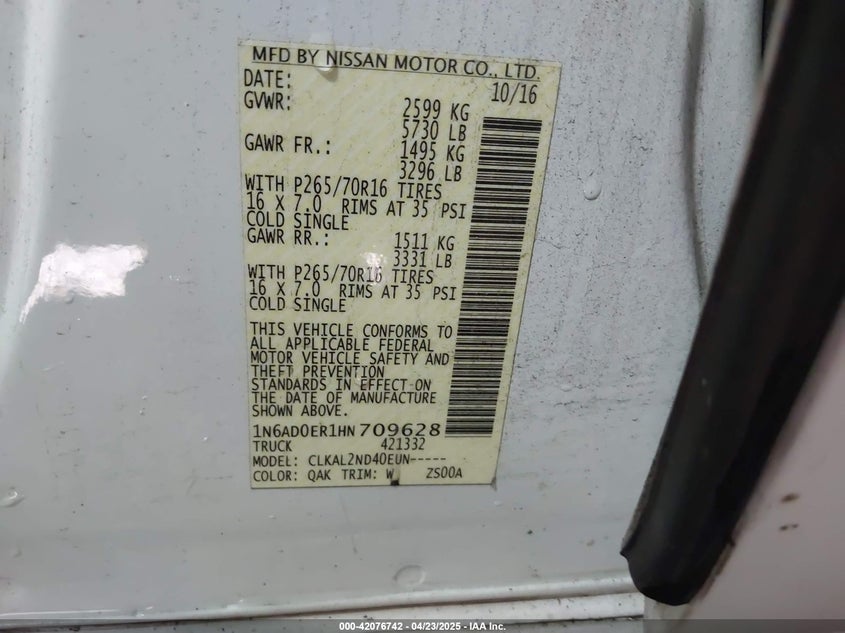 MFD BY NISSAN MOTOR CO., LTD.
DATE: 10/16
GVWR: 2599 KG
5730 LB
GAWR FR.: 1495 KG
3296 LB
WITH P265/70R16 TIRES
16 X 7.0 RIMS AT 35 PSI
COLD SINGLE
GAWR RR.: 1511 KG
3331 LB
WITH P265/70R16 TIRES
16 X 7.0 RIMS AT 35 PSI
COLD SINGLE
THIS VEHICLE CONFORMS TO
ALL APPLICABLE FEDERAL
MOTOR VEHICLE SAFETY AND
THEFT PREVENTION
STANDARDS IN EFFECT ON
THE DATE OF MANUFACTURE
SHOWN ABOVE.
1N6AD0ER1HN709628
TRUCK 421332
MODEL: CLKAL2ND40EUN-----
COLOR: QAK TRIM: W ZS00A
000-42076742 - 04/23/2025 - IAA Inc.